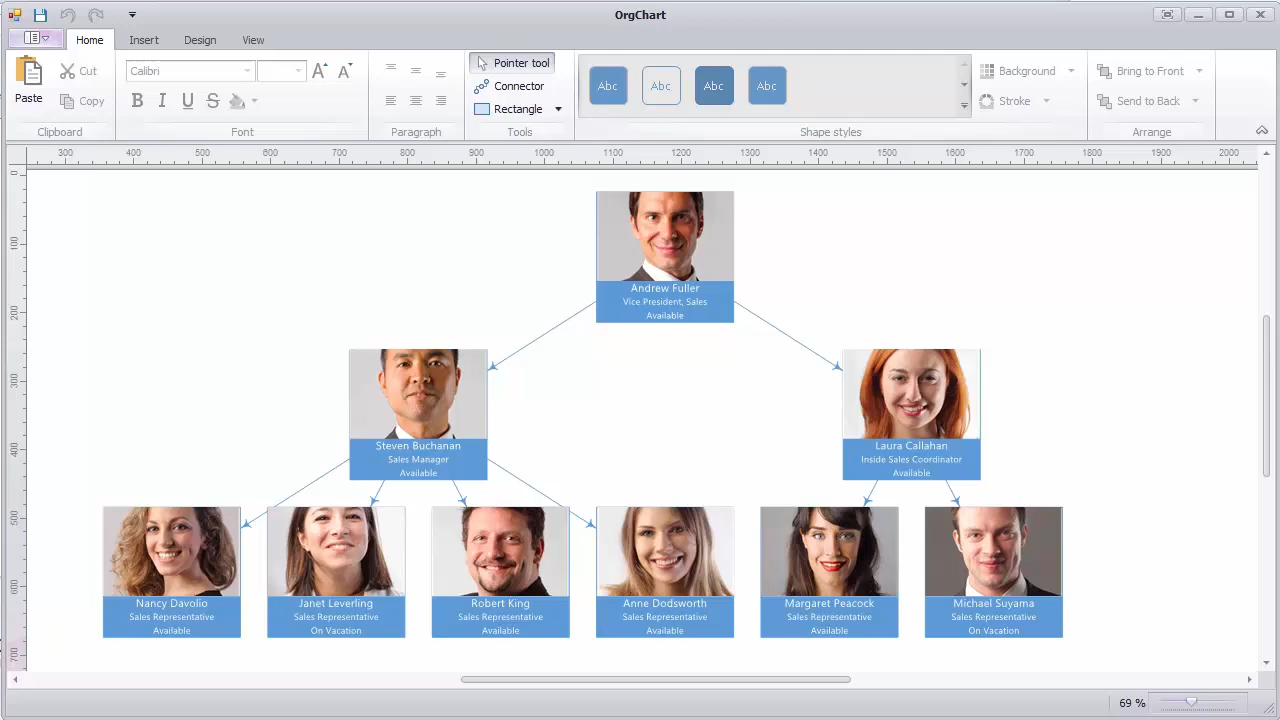 OrgChart
Home Insert Design View
Paste
Cut
Copy
Clipboard
Calibri
A A
B I U S
Font
Paragraph
Pointer tool
Connector
Rectangle
Tools
Abc Abc Abc Abc
Shape styles
Background
Stroke
Bring to Front
Send to Back
Arrange
300 400 500 600 700 800 900 1000 1100 1200 1300 1400 1500 1600 1700 1800 1900 2000
0
100
200
300
400
500
600
700
Andrew Fuller
Vice President, Sales
Available
Steven Buchanan
Sales Manager
Available
Laura Callahan
Inside Sales Coordinator
Available
Nancy Davolio
Sales Representative
Available
Janet Leverling
Sales Representative
On Vacation
Robert King
Sales Representative
Available
Anne Dodsworth
Sales Representative
Available
Margaret Peacock
Sales Representative
Available
Michael Suyama
Sales Representative
On Vacation
69 %